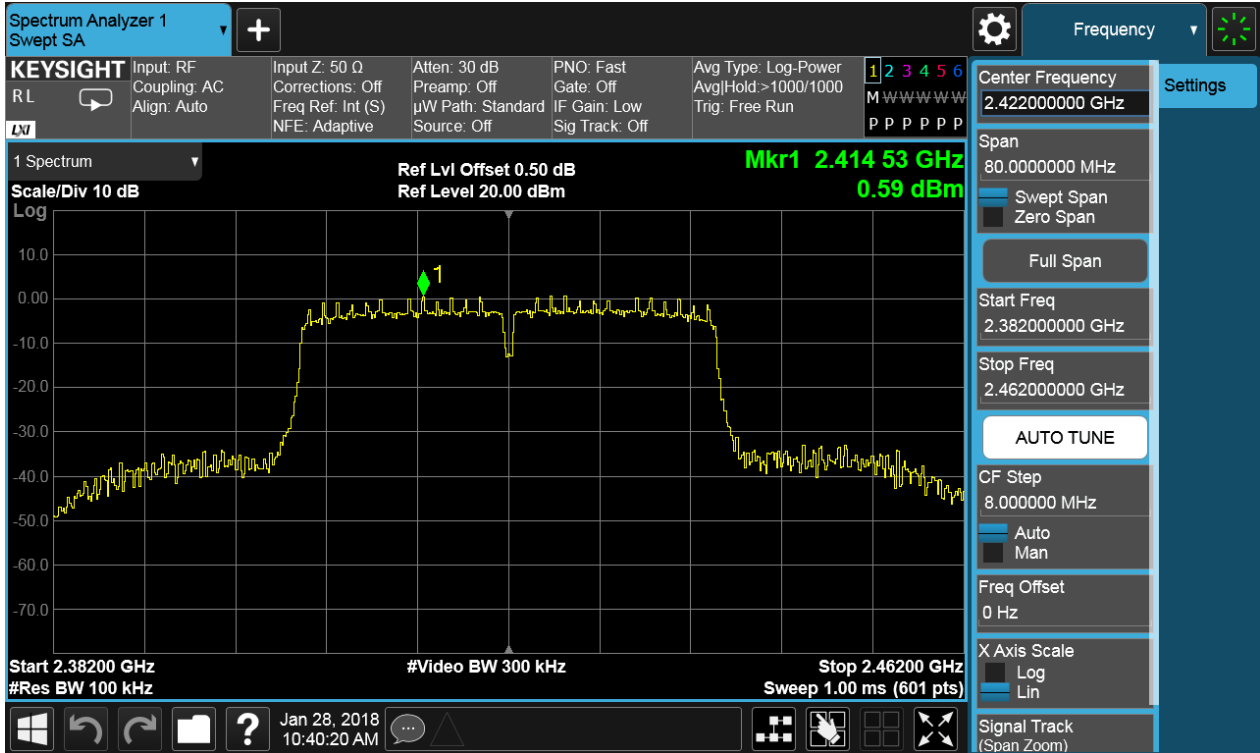 Spectrum Analyzer 1
Swept SA
+
Frequency
KEYSIGHT
RL
LXI
Input: RF
Coupling: AC
Align: Auto
Input Z: 50 Ω
Corrections: Off
Freq Ref: Int (S)
NFE: Adaptive
Atten: 30 dB
Preamp: Off
µW Path: Standard
Source: Off
PNO: Fast
Gate: Off
IF Gain: Low
Sig Track: Off
Avg Type: Log-Power
Avg|Hold:>1000/1000
Trig: Free Run
1 2 3 4 5 6
M W W W W W
P P P P P P
1 Spectrum
Scale/Div 10 dB
Log
Ref Lvl Offset 0.50 dB
Ref Level 20.00 dBm
Mkr1 2.414 53 GHz
0.59 dBm
1
10.0
0.00
-10.0
-20.0
-30.0
-40.0
-50.0
-60.0
-70.0
Start 2.38200 GHz
#Res BW 100 kHz
#Video BW 300 kHz
Stop 2.46200 GHz
Sweep 1.00 ms (601 pts)
Center Frequency
2.422000000 GHz
Span
80.0000000 MHz
Swept Span
Zero Span
Full Span
Start Freq
2.382000000 GHz
Stop Freq
2.462000000 GHz
AUTO TUNE
CF Step
8.000000 MHz
Auto
Man
Freq Offset
0 Hz
X Axis Scale
Log
Lin
Signal Track
(Span Zoom)
Settings
?
Jan 28, 2018
10:40:20 AM